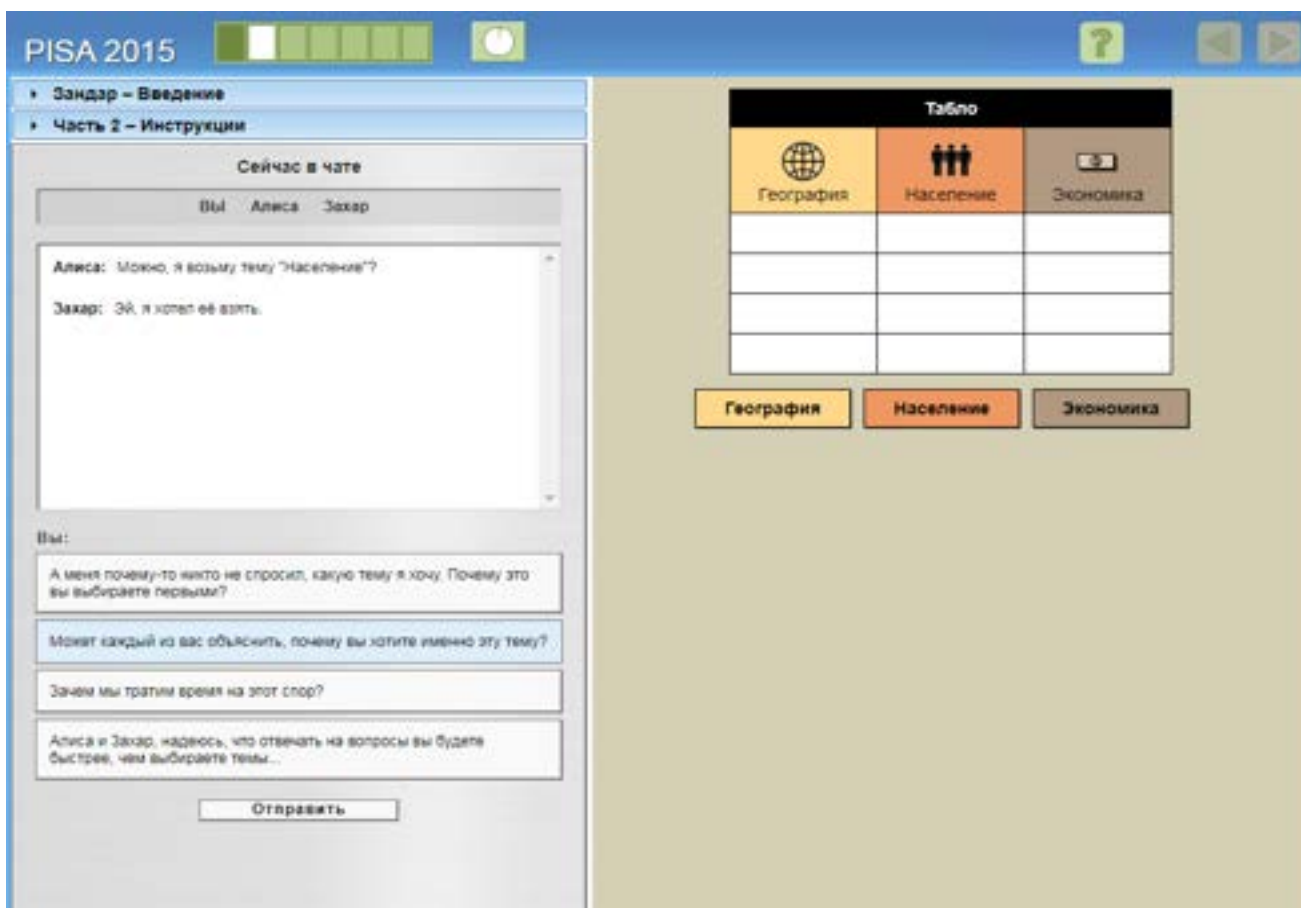 PISA 2015
?
Зандар – Введение
Часть 2 – Инструкции
Сейчас в чате
ВЫ Алиса Захар
Алиса: Можно, я возьму тему "Население"?
Захар: Эй, я хотел её взять.
Вы:
А меня почему-то никто не спросил, какую тему я хочу. Почему это
вы выбираете первыми?
Может каждый из вас объяснить, почему вы хотите именно эту тему?
Зачем мы тратим время на этот спор?
Алиса и Захар, надеюсь, что отвечать на вопросы вы будете
быстрее, чем выбираете темы...
Отправить
Табло
География Население Экономика
География Население Экономика